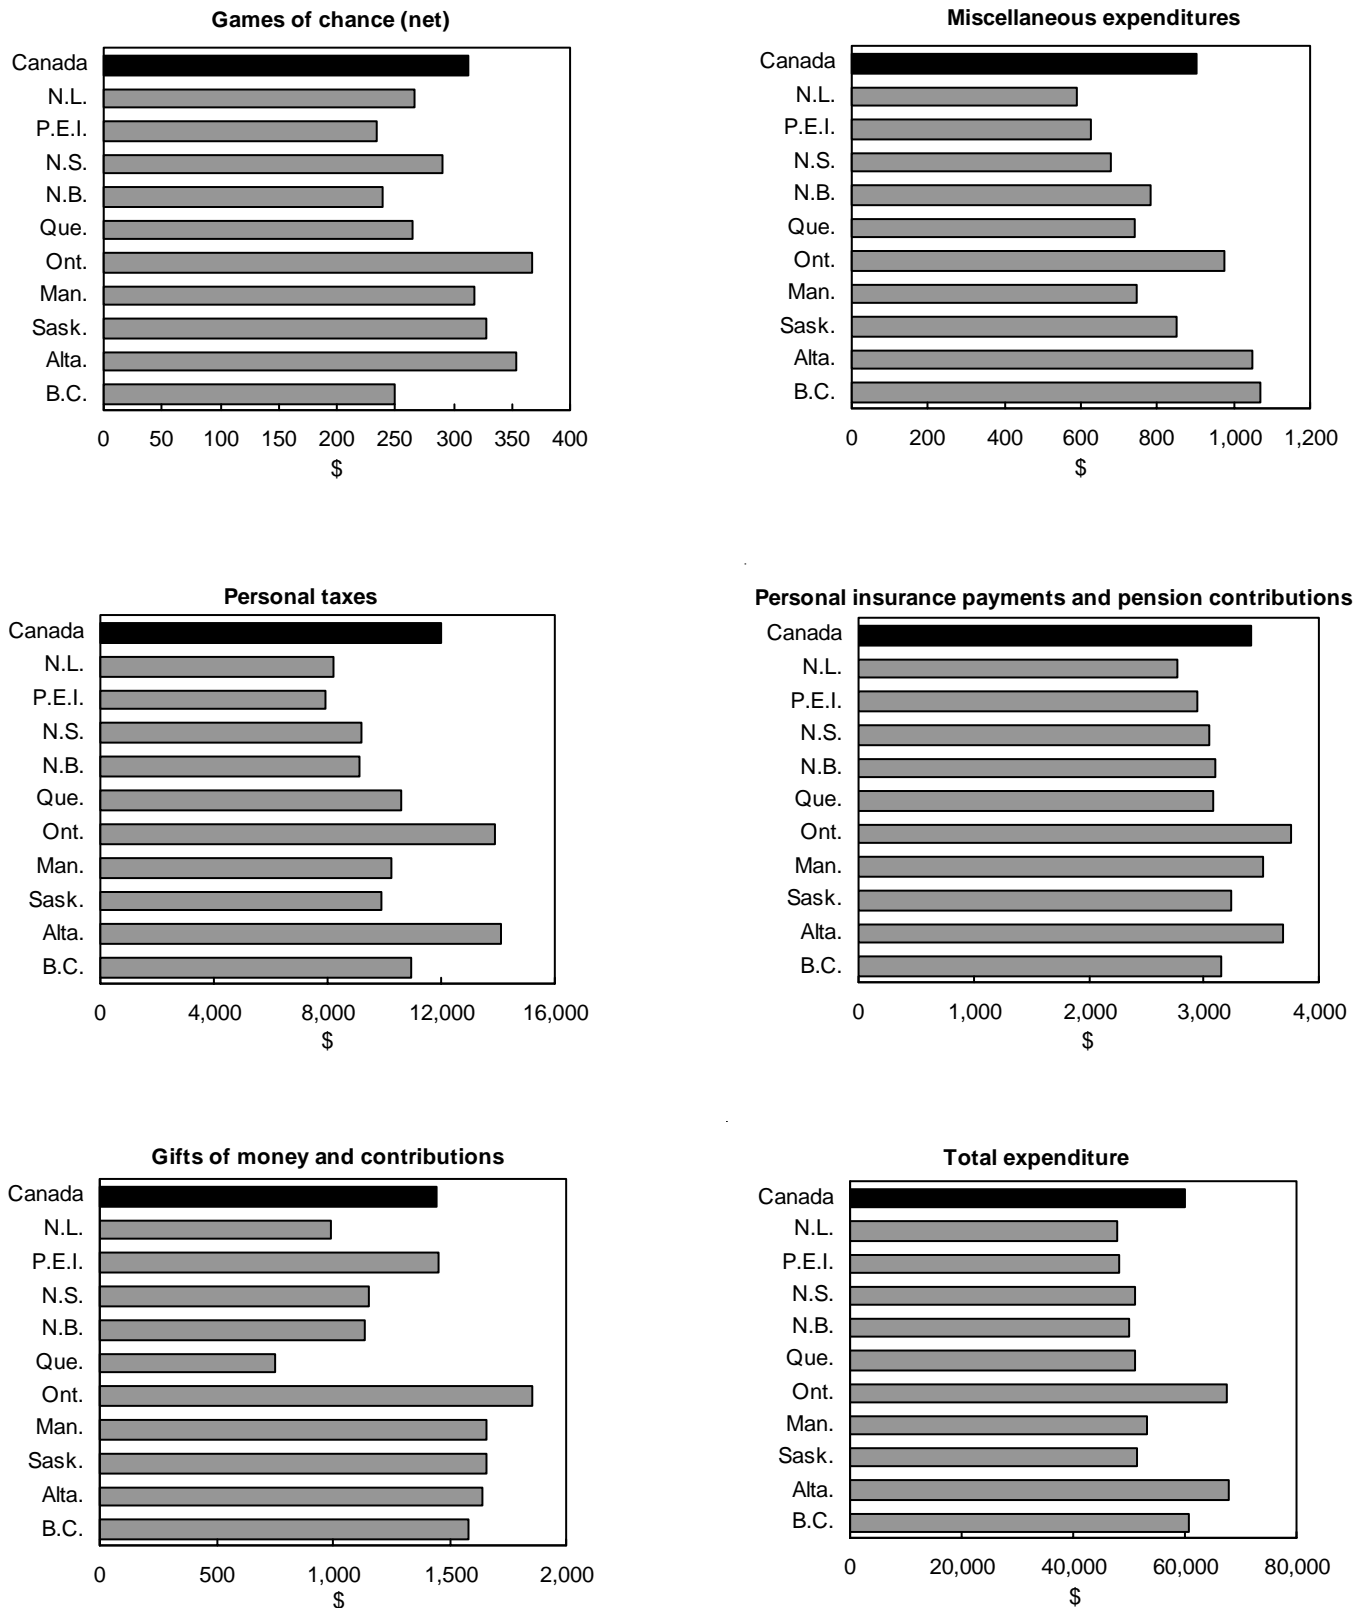 Games of chance (net)
Canada
N.L.
P.E.I.
N.S.
N.B.
Que.
Ont.
Man.
Sask.
Alta.
B.C.
0 50 100 150 200 250 300 350 400
$
Miscellaneous expenditures
Canada
N.L.
P.E.I.
N.S.
N.B.
Que.
Ont.
Man.
Sask.
Alta.
B.C.
0 200 400 600 800 1,000 1,200
$
Personal taxes
Canada
N.L.
P.E.I.
N.S.
N.B.
Que.
Ont.
Man.
Sask.
Alta.
B.C.
0 4,000 8,000 12,000 16,000
$
Personal insurance payments and pension contributions
Canada
N.L.
P.E.I.
N.S.
N.B.
Que.
Ont.
Man.
Sask.
Alta.
B.C.
0 1,000 2,000 3,000 4,000
$
Gifts of money and contributions
Canada
N.L.
P.E.I.
N.S.
N.B.
Que.
Ont.
Man.
Sask.
Alta.
B.C.
0 500 1,000 1,500 2,000
$
Total expenditure
Canada
N.L.
P.E.I.
N.S.
N.B.
Que.
Ont.
Man.
Sask.
Alta.
B.C.
0 20,000 40,000 60,000 80,000
$